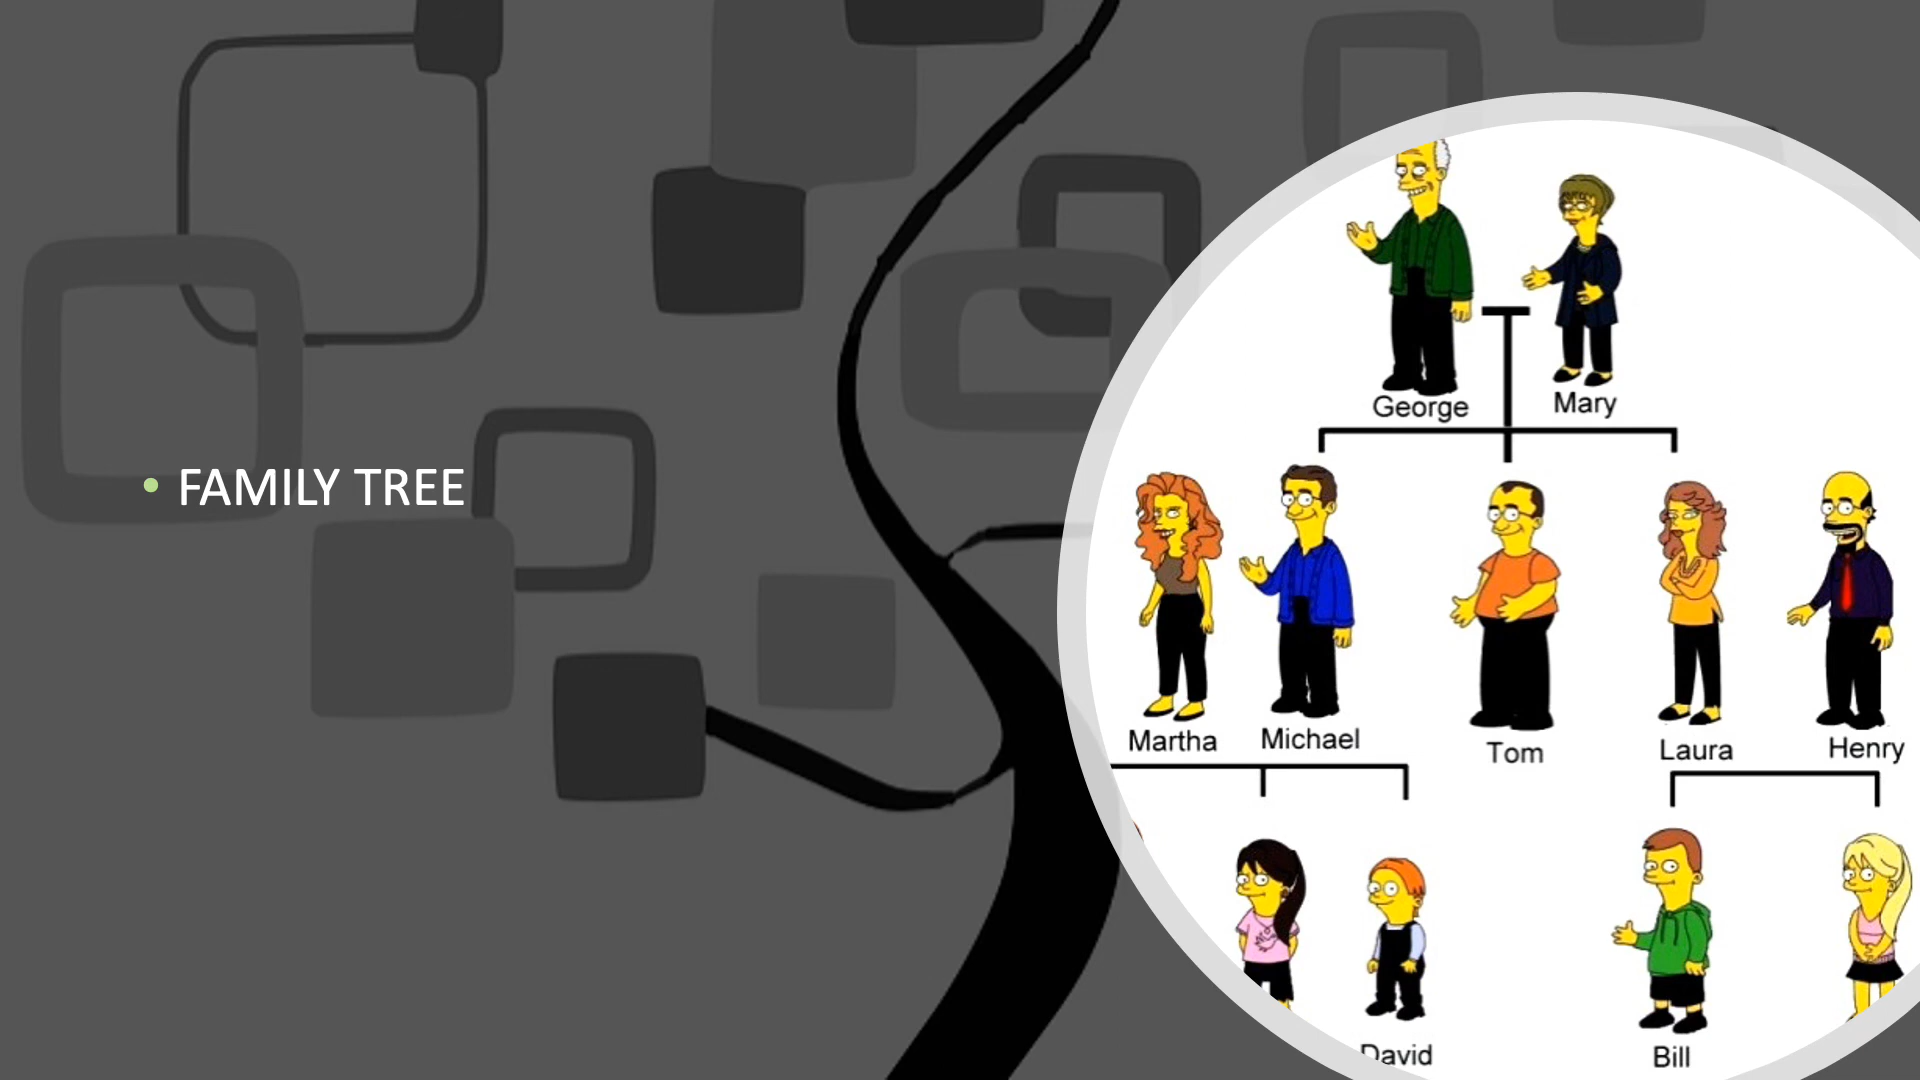 • FAMILY TREE
George
Mary
Martha
Michael
Tom
Laura
Henry
David
Bill